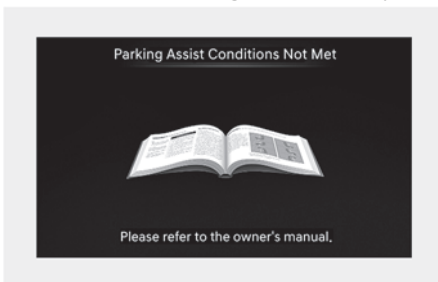 Parking Assist Conditions Not Met
Please refer to the owner's manual.